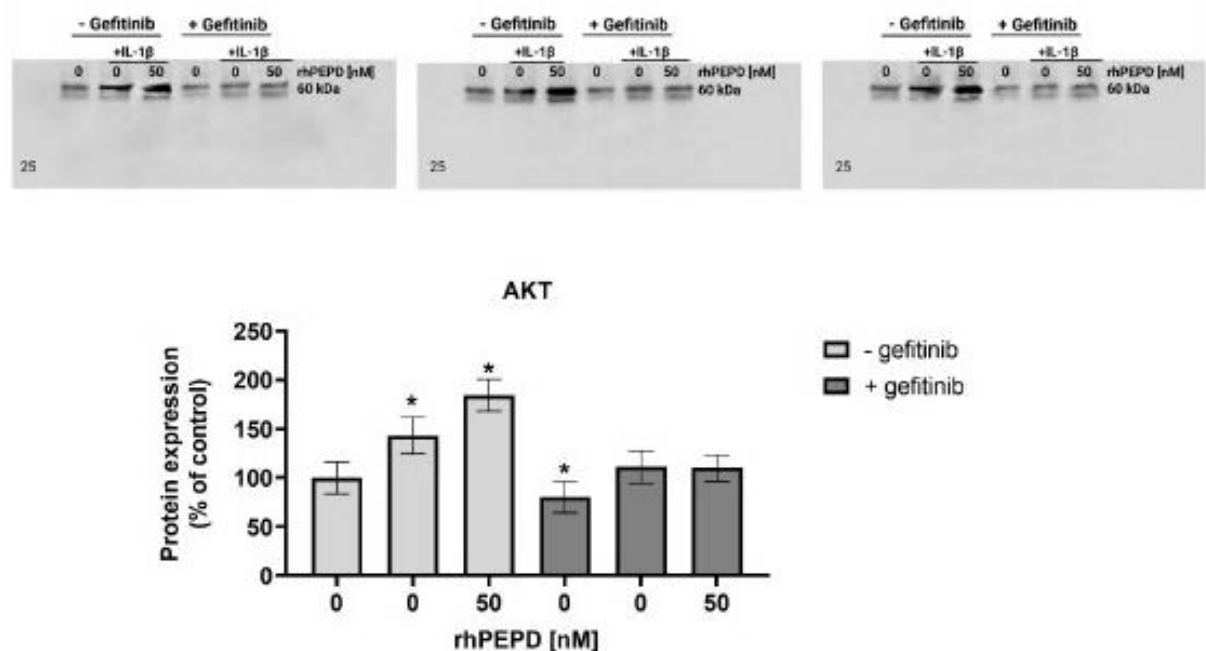 - Gefitinib + Gefitinib
+IL-1β +IL-1β
0 0 50 0 0 50 rhPEPD [nM]
60 kDa
25
- Gefitinib + Gefitinib
+IL-1β +IL-1β
0 0 50 0 0 50 rhPEPD [nM]
60 kDa
25
- Gefitinib + Gefitinib
+IL-1β +IL-1β
0 0 50 0 0 50 rhPEPD [nM]
60 kDa
25
AKT
Protein expression
(% of control)
250
200
150
100
50
0
* * *
0 0 50 0 0 50
rhPEPD [nM]
- gefitinib
+ gefitinib